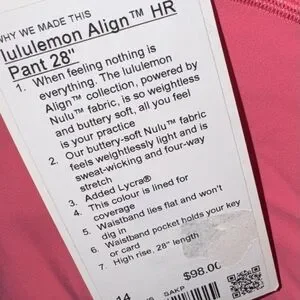 WHY WE MADE THIS
lululemon Align™ HR
Pant 28"
1. When feeling nothing is
everything. The lululemon
Align™ collection, powered by
Nulu™ fabric, is so weightless
and buttery soft, all you feel
is your practice
2. Our buttery-soft Nulu™ fabric
feels weightlessly light and is
sweat-wicking and four-way
stretch
3. Added Lycra®
4. This colour is lined for
coverage
5. Waistband lies flat and won't
dig in
6. Waistband pocket holds your key
or card
7. High rise, 28" length
$98.00
14
SAKP